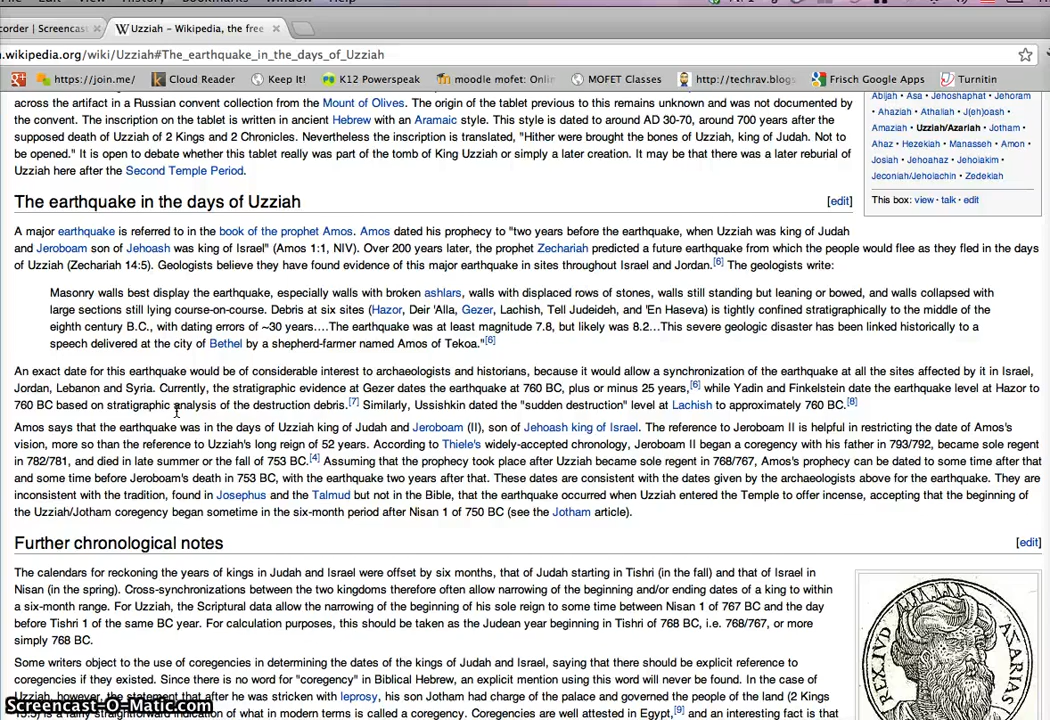 corder | Screencast
Uzziah – Wikipedia, the free
.wikipedia.org/wiki/Uzziah#The_earthquake_in_the_days_of_Uzziah
https://join.me/ Cloud Reader Keep It! K12 Powerspeak moodle mofet: Onlin MOFET Classes http://techrav.blogs Frisch Google Apps Turnitin
across the artifact in a Russian convent collection from the Mount of Olives. The origin of the tablet previous to this remains unknown and was not documented by
the convent. The inscription on the tablet is written in ancient Hebrew with an Aramaic style. This style is dated to around AD 30-70, around 700 years after the
supposed death of Uzziah of 2 Kings and 2 Chronicles. Nevertheless the inscription is translated, "Hither were brought the bones of Uzziah, king of Judah. Not to
be opened." It is open to debate whether this tablet really was part of the tomb of King Uzziah or simply a later creation. It may be that there was a later reburial of
Uzziah here after the Second Temple Period.
Abijah • Asa • Jehoshaphat • Jehoram
• Ahaziah • Athaliah • J(eh)oash •
Amaziah • Uzziah/Azariah • Jotham •
Ahaz • Hezekiah • Manasseh • Amon •
Josiah • Jehoahaz • Jehoiakim •
Jeconiah/Jehoiachin • Zedekiah
This box: view • talk • edit
The earthquake in the days of Uzziah [edit]
A major earthquake is referred to in the book of the prophet Amos. Amos dated his prophecy to "two years before the earthquake, when Uzziah was king of Judah
and Jeroboam son of Jehoash was king of Israel" (Amos 1:1, NIV). Over 200 years later, the prophet Zechariah predicted a future earthquake from which the people would flee as they fled in the days
of Uzziah (Zechariah 14:5). Geologists believe they have found evidence of this major earthquake in sites throughout Israel and Jordan.[6] The geologists write:
Masonry walls best display the earthquake, especially walls with broken ashlars, walls with displaced rows of stones, walls still standing but leaning or bowed, and walls collapsed with
large sections still lying course-on-course. Debris at six sites (Hazor, Deir 'Alla, Gezer, Lachish, Tell Judeideh, and 'En Haseva) is tightly confined stratigraphically to the middle of the
eighth century B.C., with dating errors of ~30 years....The earthquake was at least magnitude 7.8, but likely was 8.2...This severe geologic disaster has been linked historically to a
speech delivered at the city of Bethel by a shepherd-farmer named Amos of Tekoa."[6]
An exact date for this earthquake would be of considerable interest to archaeologists and historians, because it would allow a synchronization of the earthquake at all the sites affected by it in Israel,
Jordan, Lebanon and Syria. Currently, the stratigraphic evidence at Gezer dates the earthquake at 760 BC, plus or minus 25 years,[6] while Yadin and Finkelstein date the earthquake level at Hazor to
760 BC based on stratigraphic analysis of the destruction debris.[7] Similarly, Ussishkin dated the "sudden destruction" level at Lachish to approximately 760 BC.[8]
Amos says that the earthquake was in the days of Uzziah king of Judah and Jeroboam (II), son of Jehoash king of Israel. The reference to Jeroboam II is helpful in restricting the date of Amos's
vision, more so than the reference to Uzziah's long reign of 52 years. According to Thiele's widely-accepted chronology, Jeroboam II began a coregency with his father in 793/792, became sole regent
in 782/781, and died in late summer or the fall of 753 BC.[4] Assuming that the prophecy took place after Uzziah became sole regent in 768/767, Amos's prophecy can be dated to some time after that
and some time before Jeroboam's death in 753 BC, with the earthquake two years after that. These dates are consistent with the dates given by the archaeologists above for the earthquake. They are
inconsistent with the tradition, found in Josephus and the Talmud but not in the Bible, that the earthquake occurred when Uzziah entered the Temple to offer incense, accepting that the beginning of
the Uzziah/Jotham coregency began sometime in the six-month period after Nisan 1 of 750 BC (see the Jotham article).
Further chronological notes [edit]
The calendars for reckoning the years of kings in Judah and Israel were offset by six months, that of Judah starting in Tishri (in the fall) and that of Israel in
Nisan (in the spring). Cross-synchronizations between the two kingdoms therefore often allow narrowing of the beginning and/or ending dates of a king to within
a six-month range. For Uzziah, the Scriptural data allow the narrowing of the beginning of his sole reign to some time between Nisan 1 of 767 BC and the day
before Tishri 1 of the same BC year. For calculation purposes, this should be taken as the Judean year beginning in Tishri of 768 BC, i.e. 768/767, or more
simply 768 BC.
Some writers object to the use of coregencies in determining the dates of the kings of Judah and Israel, saying that there should be explicit reference to
coregencies if they existed. Since there is no word for "coregency" in Biblical Hebrew, an explicit mention using this word will never be found. In the case of
Uzziah, however, the statement that after he was stricken with leprosy, his son Jotham had charge of the palace and governed the people of the land (2 Kings
15:5) is a fairly straightforward indication of what in modern terms is called a coregency. Coregencies are well attested in Egypt,[9] and an interesting fact is that
REX IVD
AZARIAS
Screencast-O-Matic.com